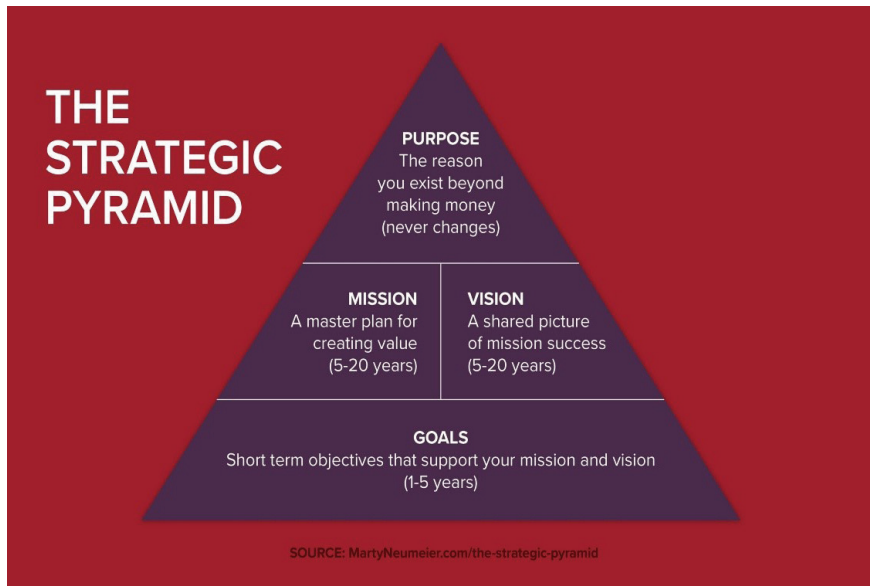 THE
STRATEGIC
PYRAMID
PURPOSE
The reason
you exist beyond
making money
(never changes)
MISSION
A master plan for
creating value
(5-20 years)
VISION
A shared picture
of mission success
(5-20 years)
GOALS
Short term objectives that support your mission and vision
(1-5 years)
SOURCE: MartyNeumeier.com/the-strategic-pyramid